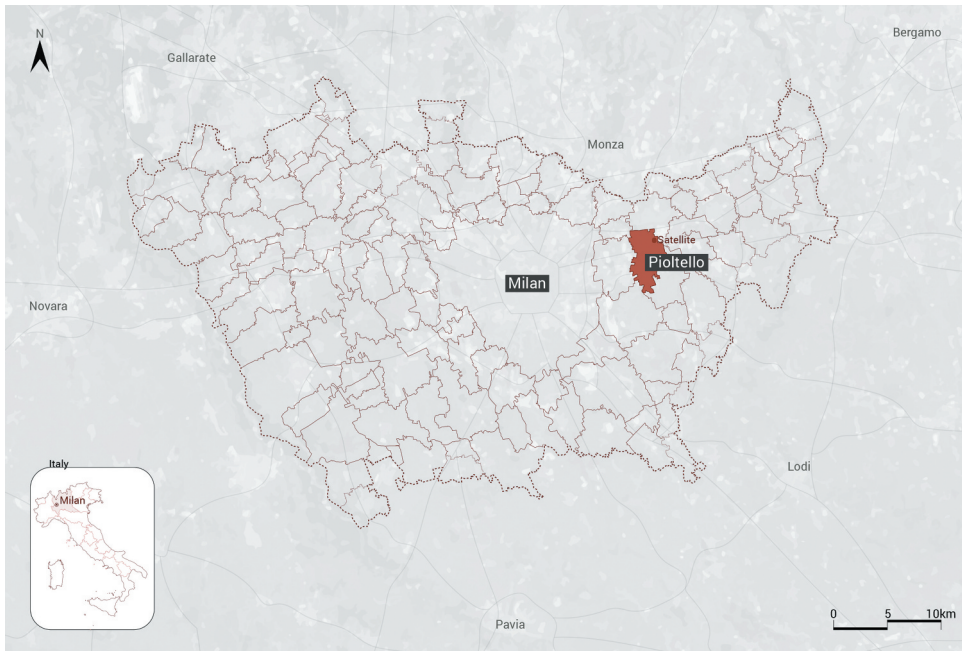 N
Gallarate
Bergamo
Monza
Satellite
Pioltello
Milan
Novara
Italy
Milan
Lodi
Pavia
0 5 10km